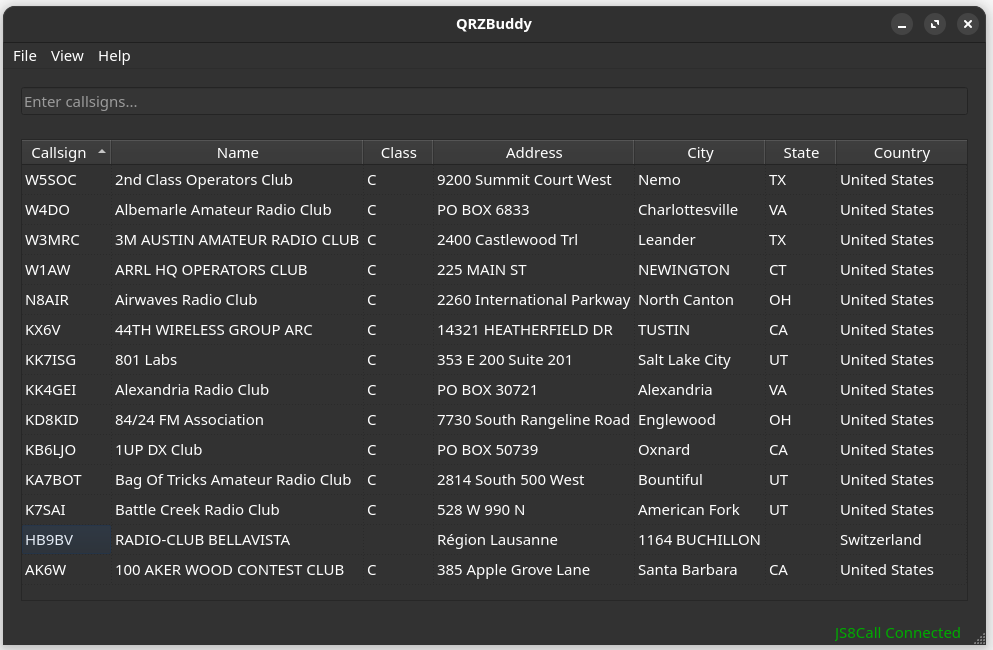 QRZBuddy
File View Help
Enter callsigns...
Callsign Name Class Address City State Country
W5SOC 2nd Class Operators Club C 9200 Summit Court West Nemo TX United States
W4DO Albemarle Amateur Radio Club C PO BOX 6833 Charlottesville VA United States
W3MRC 3M AUSTIN AMATEUR RADIO CLUB C 2400 Castlewood Trl Leander TX United States
W1AW ARRL HQ OPERATORS CLUB C 225 MAIN ST NEWINGTON CT United States
N8AIR Airwaves Radio Club C 2260 International Parkway North Canton OH United States
KX6V 44TH WIRELESS GROUP ARC C 14321 HEATHERFIELD DR TUSTIN CA United States
KK7ISG 801 Labs C 353 E 200 Suite 201 Salt Lake City UT United States
KK4GEI Alexandria Radio Club C PO BOX 30721 Alexandria VA United States
KD8KID 84/24 FM Association C 7730 South Rangeline Road Englewood OH United States
KB6LJO 1UP DX Club C PO BOX 50739 Oxnard CA United States
KA7BOT Bag Of Tricks Amateur Radio Club C 2814 South 500 West Bountiful UT United States
K7SAI Battle Creek Radio Club C 528 W 990 N American Fork UT United States
HB9BV RADIO-CLUB BELLAVISTA Région Lausanne 1164 BUCHILLON Switzerland
AK6W 100 AKER WOOD CONTEST CLUB C 385 Apple Grove Lane Santa Barbara CA United States
JS8Call Connected